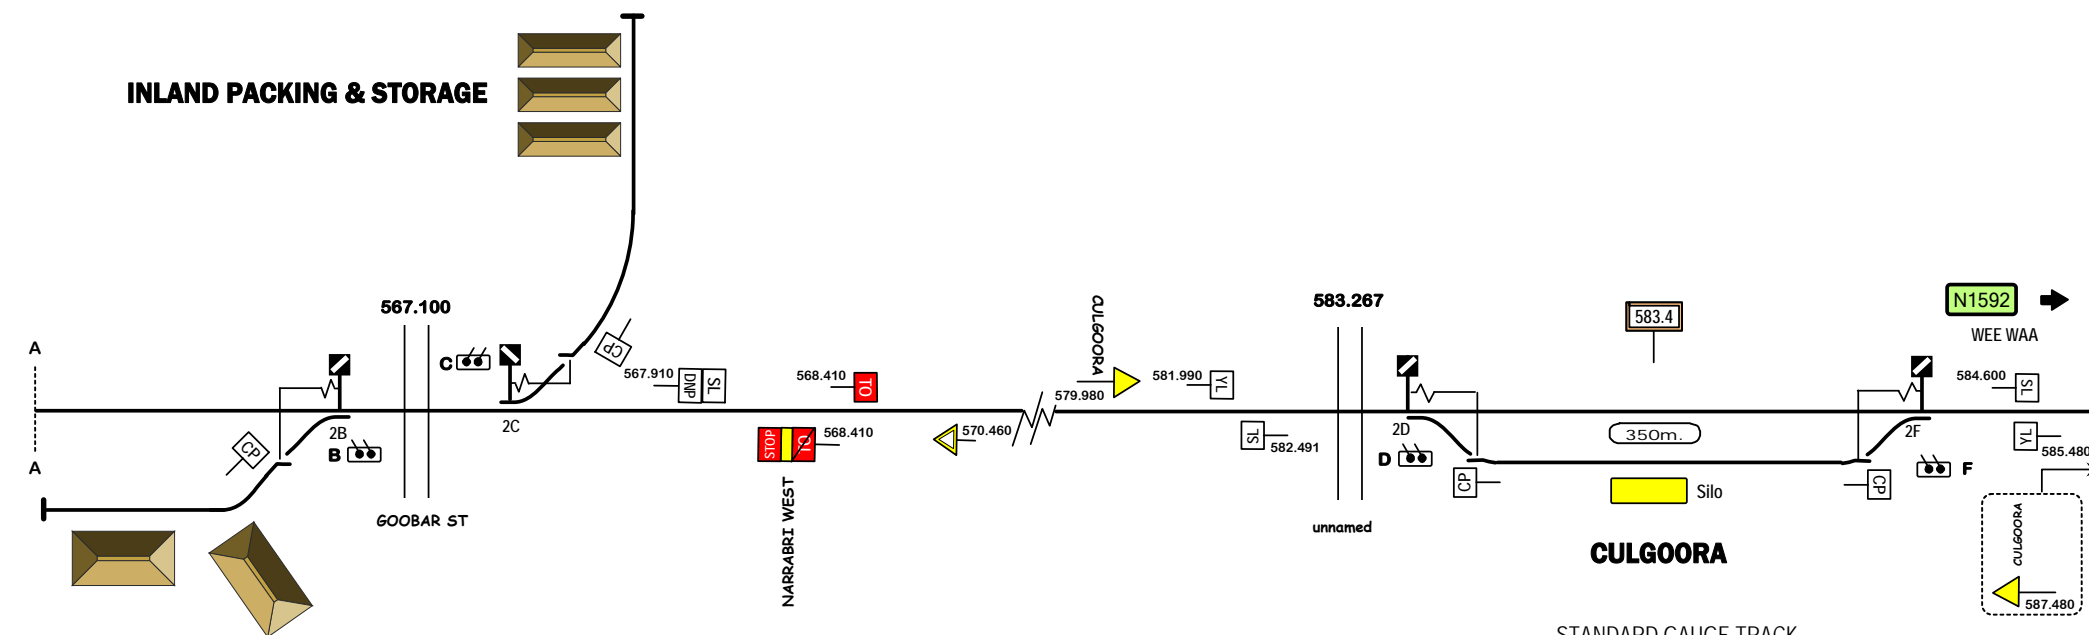 INLAND PACKING & STORAGE
567.100
583.267
583.4
N1592
WEE WAA
CULGOORA
A
C
CP
567.910
DNP
SL
568.410
TO
579.980
581.990
YL
584.600
SL
2B
2C
B
CP
STOP
TO
568.410
570.460
SL
582.491
2D
350m.
2F
YL
585.480
A
D
CP
CP
F
Silo
GOOBAR ST
NARRABRI WEST
unnamed
CULGOORA
CULGOORA
587.480
STANDARD GAUGE TRACK